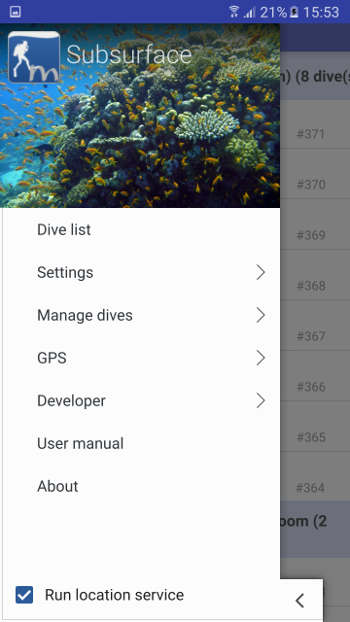 21% 15:53
Subsurface
) (8 dive(s
#371
#370
#369
#368
#367
#366
#365
#364
oom (2
Dive list
Settings
Manage dives
GPS
Developer
User manual
About
Run location service